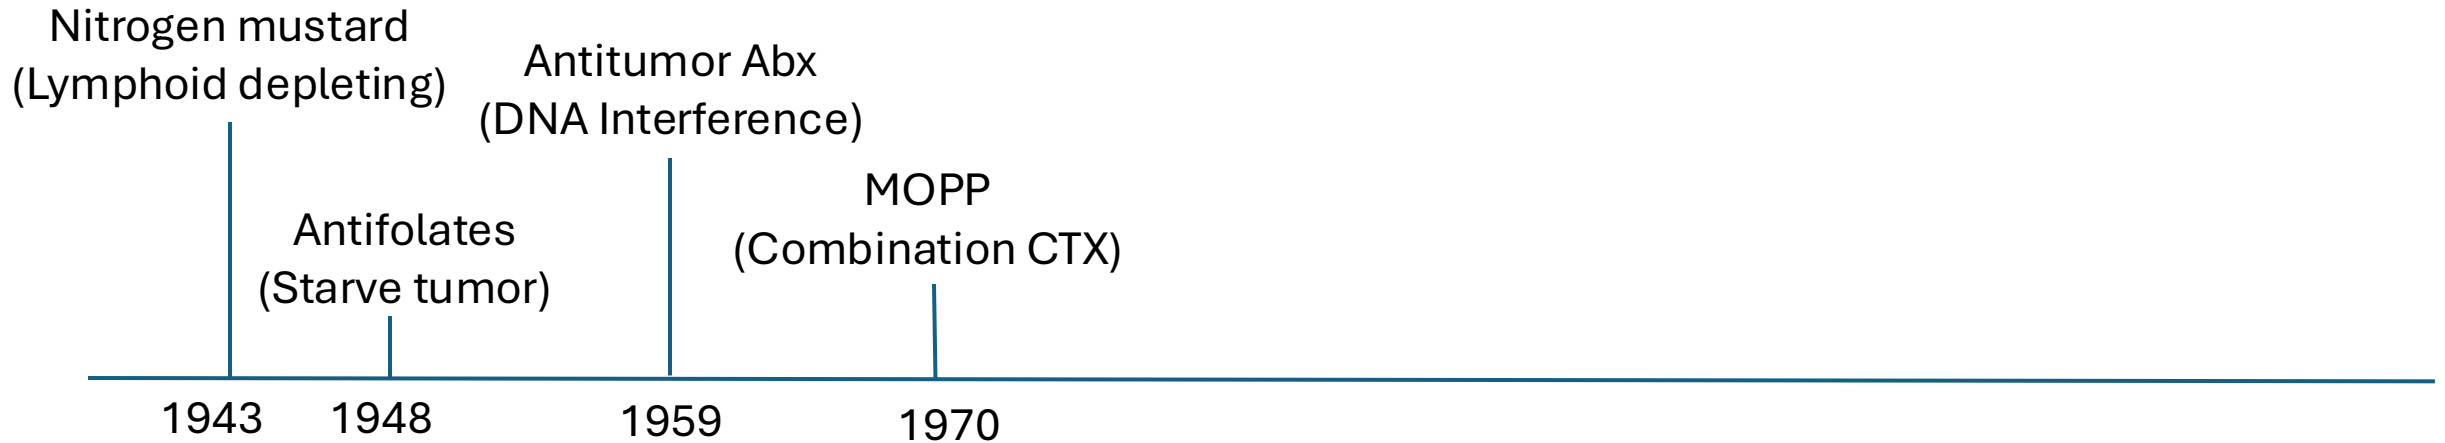 Nitrogen mustard
(Lymphoid depleting)
Antifolates
(Starve tumor)
Antitumor Abx
(DNA Interference)
MOPP
(Combination CTX)
1943
1948
1959
1970